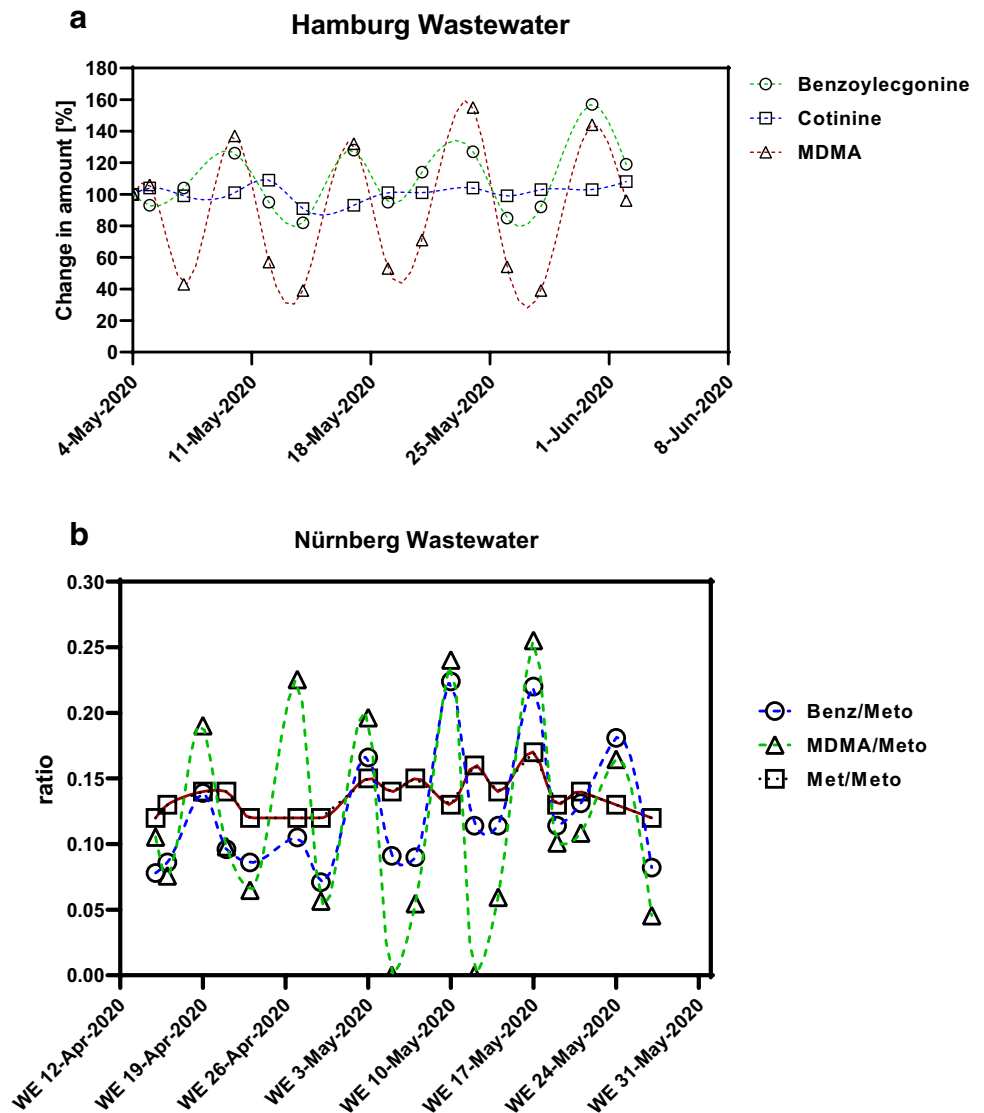 a
Hamburg Wastewater
Change in amount [%]
180
160
140
120
100
80
60
40
20
0
4-May-2020
11-May-2020
18-May-2020
25-May-2020
1-Jun-2020
8-Jun-2020
Benzoylecgonine
Cotinine
MDMA
b
Nürnberg Wastewater
ratio
0.30
0.25
0.20
0.15
0.10
0.05
0.00
WE 12-Apr-2020
WE 19-Apr-2020
WE 26-Apr-2020
WE 3-May-2020
WE 10-May-2020
WE 17-May-2020
WE 24-May-2020
WE 31-May-2020
Benz/Meto
MDMA/Meto
Met/Meto